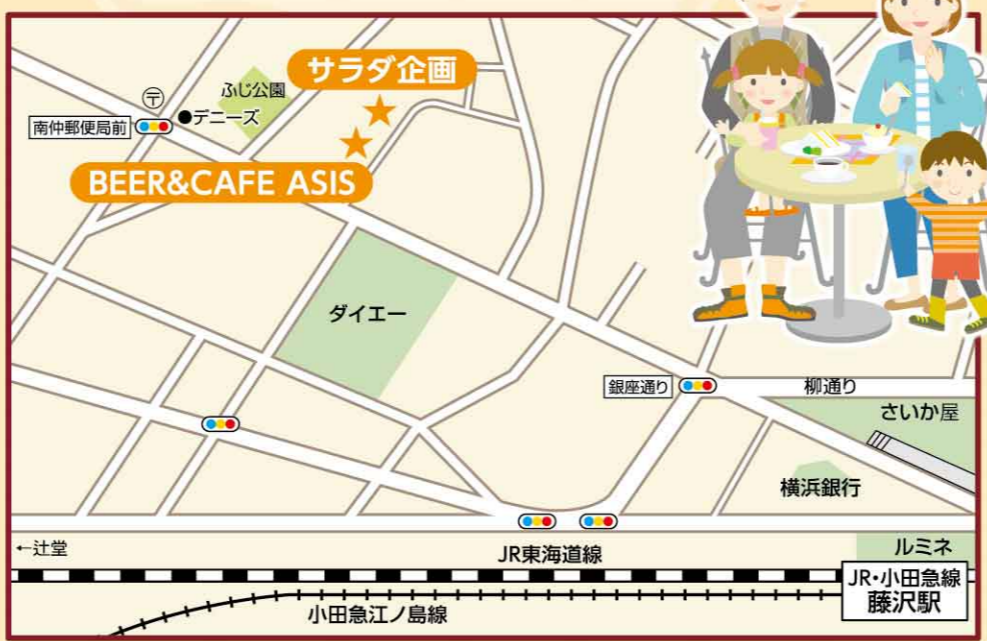 サラダ企画
ふじ公園
〒
●デニーズ
南仲郵便局前
BEER&CAFE ASIS
ダイエー
銀座通り
柳通り
さいか屋
横浜銀行
←辻堂
JR東海道線
ルミネ
JR・小田急線
藤沢駅
小田急江ノ島線